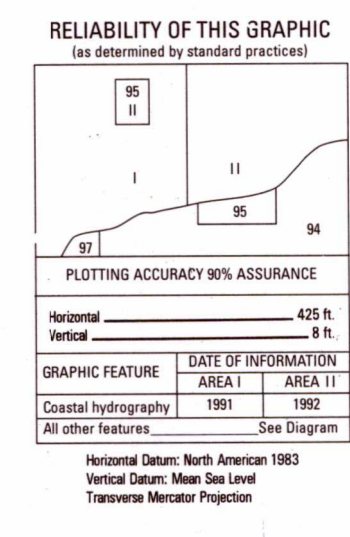 RELIABILITY OF THIS GRAPHIC
(as determined by standard practices)
95
II
I
II
95
94
97
PLOTTING ACCURACY 90% ASSURANCE
Horizontal 425 ft.
Vertical 8 ft.
GRAPHIC FEATURE DATE OF INFORMATION
AREA I AREA II
Coastal hydrography 1991 1992
All other features See Diagram
Horizontal Datum: North American 1983
Vertical Datum: Mean Sea Level
Transverse Mercator Projection